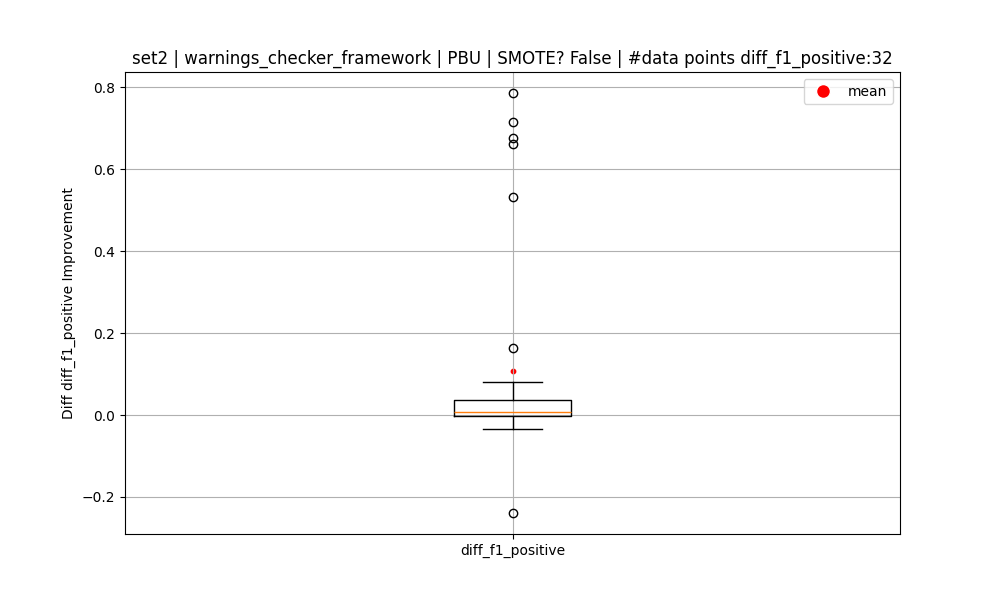 set2 | warnings_checker_framework | PBU | SMOTE? False | #data points diff_f1_positive:32
mean
0.8
0.6
0.4
0.2
0.0
−0.2
Diff diff_f1_positive Improvement
diff_f1_positive